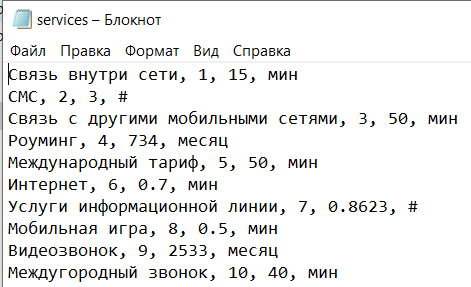 services – Блокнот
Файл Правка Формат Вид Справка
Связь внутри сети, 1, 15, мин
СМС, 2, 3, #
Связь с другими мобильными сетями, 3, 50, мин
Роуминг, 4, 734, месяц
Международный тариф, 5, 50, мин
Интернет, 6, 0.7, мин
Услуги информационной линии, 7, 0.8623, #
Мобильная игра, 8, 0.5, мин
Видеозвонок, 9, 2533, месяц
Междугородный звонок, 10, 40, мин